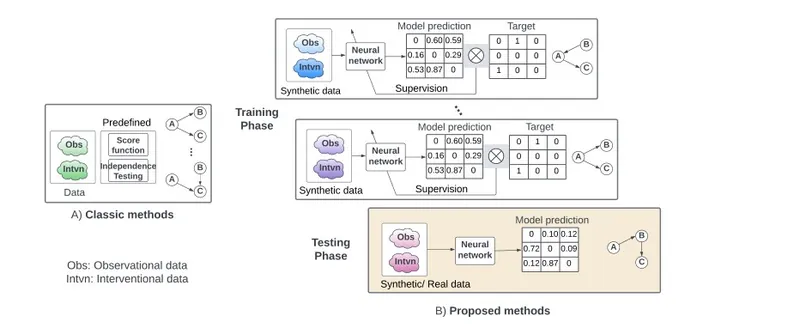 Obs
Intvn
Data
Predefined
Score
function
Independence
Testing
A
B
C
A
B
C
A) Classic methods
Obs: Observational data
Intvn: Interventional data
Training
Phase
Obs
Intvn
Synthetic data
Neural
network
Model prediction
0 0.60 0.59
0.16 0 0.29
0.53 0.87 0
Supervision
Target
0 1 0
0 0 0
1 0 0
A
B
C
Obs
Intvn
Synthetic data
Neural
network
Model prediction
0 0.60 0.59
0.16 0 0.29
0.53 0.87 0
Supervision
Target
0 1 0
0 0 0
1 0 0
A
B
C
Testing
Phase
Obs
Intvn
Synthetic/ Real data
Neural
network
Model prediction
0 0.10 0.12
0.72 0 0.09
0.12 0.87 0
A
B
C
B) Proposed methods